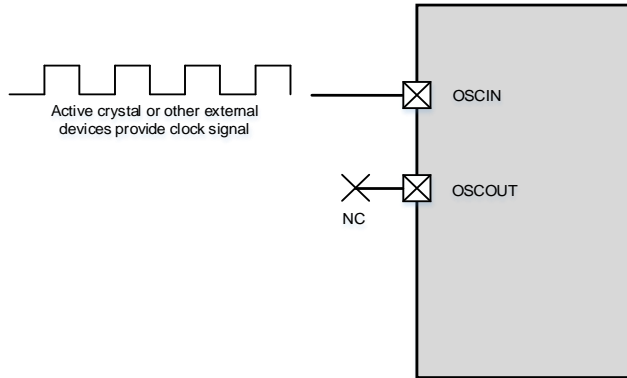 Active crystal or other external
devices provide clock signal
OSCIN
OSCOUT
NC